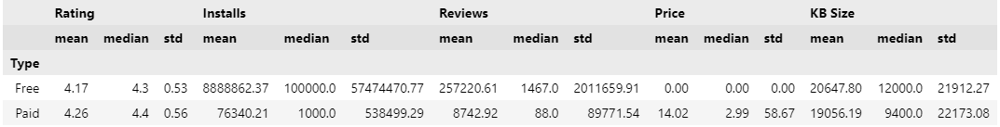 Rating Installs Reviews Price KB Size
mean median std mean median std mean median std mean median std mean median std
Type
Free 4.17 4.3 0.53 8888862.37 100000.0 57474470.77 257220.61 1467.0 2011659.91 0.00 0.00 0.00 20647.80 12000.0 21912.27
Paid 4.26 4.4 0.56 76340.21 1000.0 538499.29 8742.92 88.0 89771.54 14.02 2.99 58.67 19056.19 9400.0 22173.08